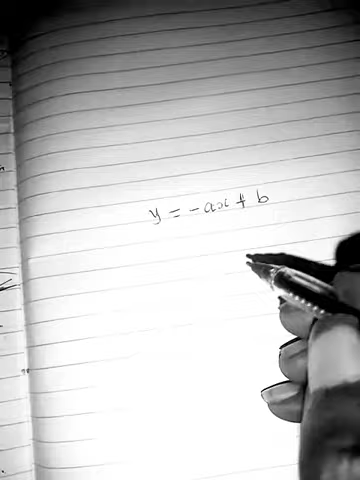 y = -ax + b